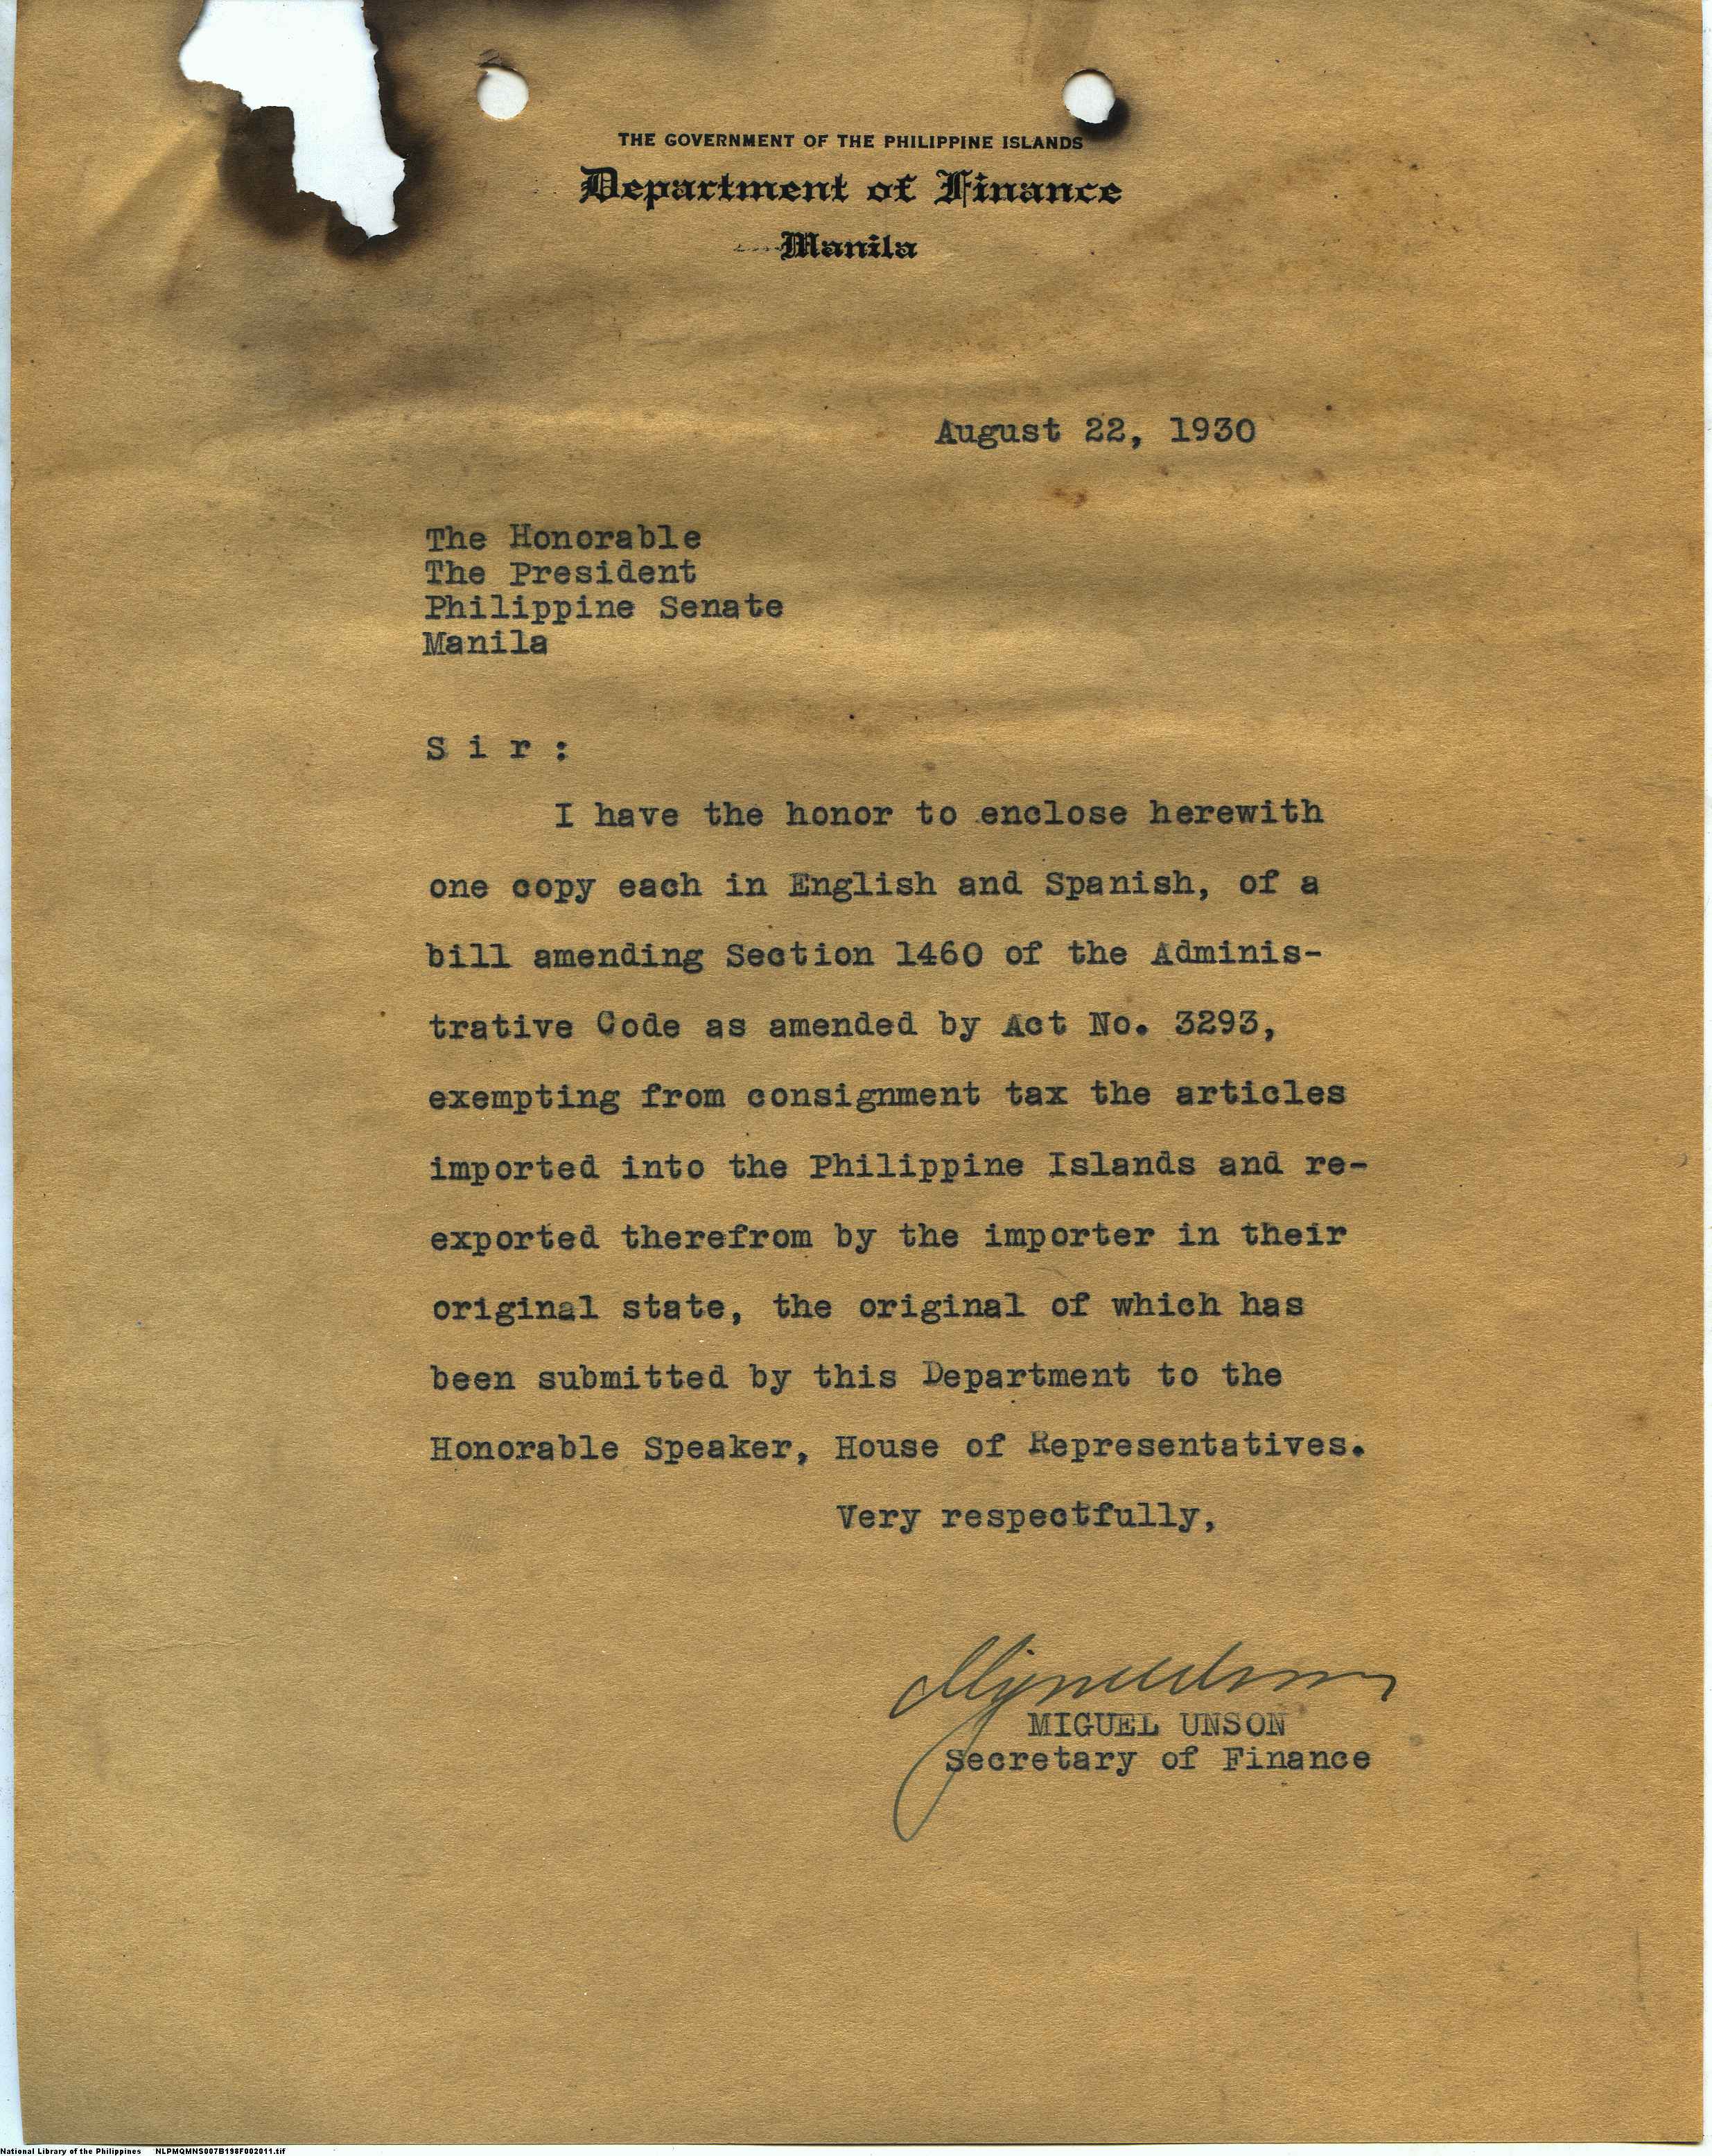 THE GOVERNMENT OF THE PHILIPPINE ISLANDS
Department of Finance
Manila
August 22, 1930
The Honorable
The President
Philippine Senate
Manila
S i r :
I have the honor to enclose herewith
one copy each in English and Spanish, of a
bill amending Section 1460 of the Adminis-
trative Code as amended by Act No. 3293,
exempting from consignment tax the articles
imported into the Philippine Islands and re-
exported therefrom by the importer in their
original state, the original of which has
been submitted by this Department to the
Honorable Speaker, House of Representatives.
Very respectfully,
MIGUEL UNSON
Secretary of Finance
National Library of the Philippines NLPMQMNS007B198F002011.tif